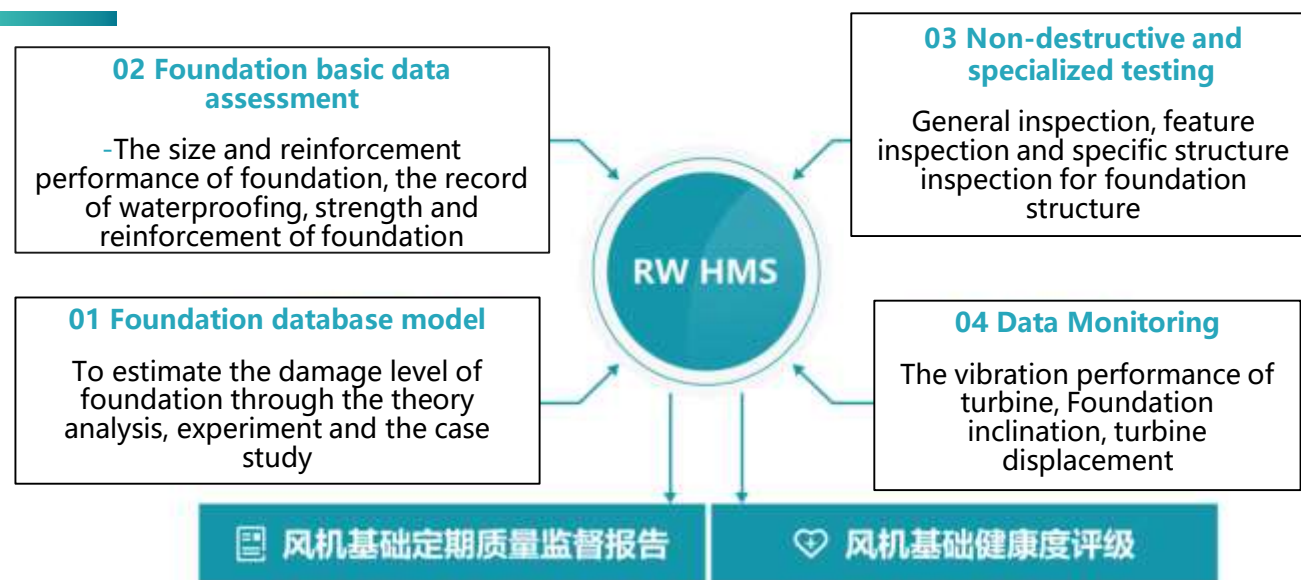 02 Foundation basic data
assessment
-The size and reinforcement
performance of foundation, the record
of waterproofing, strength and
reinforcement of foundation
03 Non-destructive and
specialized testing
General inspection, feature
inspection and specific structure
inspection for foundation
structure
RW HMS
01 Foundation database model
To estimate the damage level of
foundation through the theory
analysis, experiment and the case
study
04 Data Monitoring
The vibration performance of
turbine, Foundation
inclination, turbine
displacement
风机基础定期质量监督报告
风机基础健康度评级